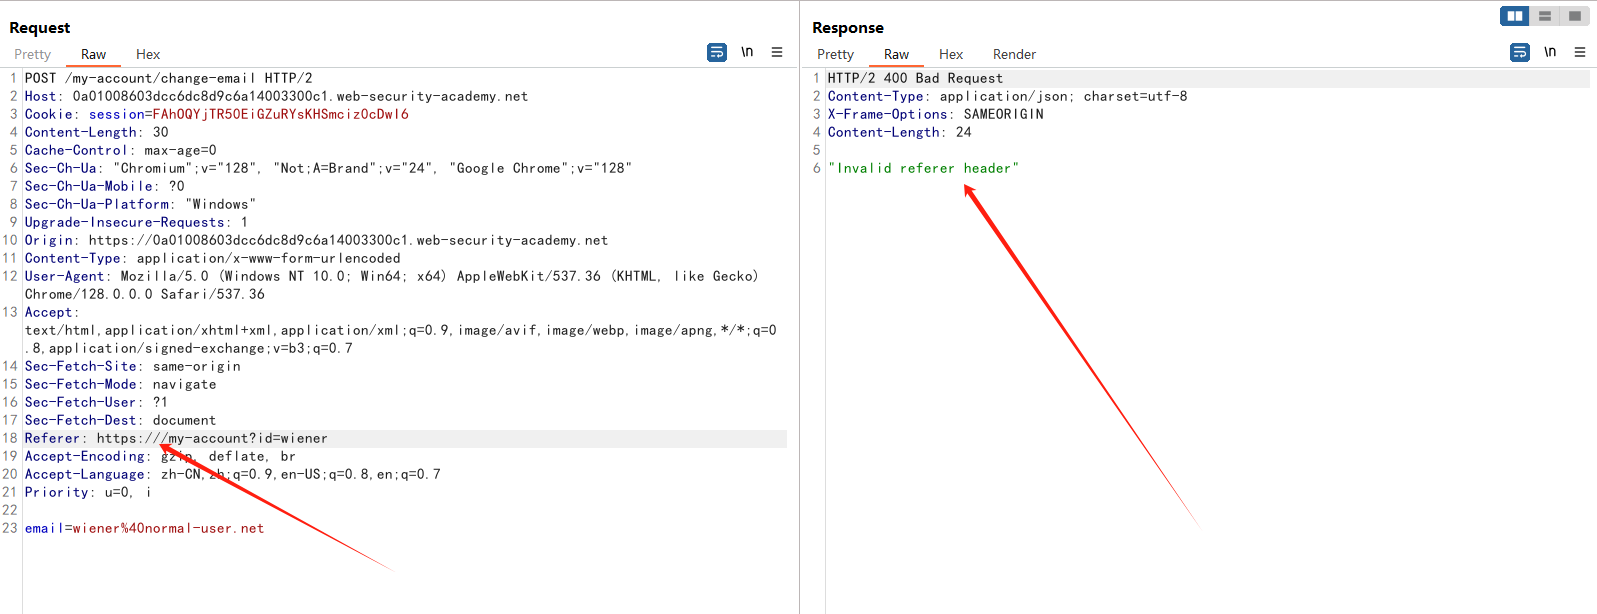 Request
Pretty Raw Hex
\n
1 POST /my-account/change-email HTTP/2
2 Host: 0a01008603dcc6dc8d9c6a14003300c1.web-security-academy.net
3 Cookie: session=FAhOQYjTR50EiGZuRYsKHSmciz0cDwI6
4 Content-Length: 30
5 Cache-Control: max-age=0
6 Sec-Ch-Ua: "Chromium";v="128", "Not;A=Brand";v="24", "Google Chrome";v="128"
7 Sec-Ch-Ua-Mobile: ?0
8 Sec-Ch-Ua-Platform: "Windows"
9 Upgrade-Insecure-Requests: 1
10 Origin: https://0a01008603dcc6dc8d9c6a14003300c1.web-security-academy.net
11 Content-Type: application/x-www-form-urlencoded
12 User-Agent: Mozilla/5.0 (Windows NT 10.0; Win64; x64) AppleWebKit/537.36 (KHTML, like Gecko)
Chrome/128.0.0.0 Safari/537.36
13 Accept:
text/html,application/xhtml+xml,application/xml;q=0.9,image/avif,image/webp,image/apng,*/*;q=0
.8,application/signed-exchange;v=b3;q=0.7
14 Sec-Fetch-Site: same-origin
15 Sec-Fetch-Mode: navigate
16 Sec-Fetch-User: ?1
17 Sec-Fetch-Dest: document
18 Referer: https:///my-account?id=wiener
19 Accept-Encoding: gzip, deflate, br
20 Accept-Language: zh-CN,zh;q=0.9,en-US;q=0.8,en;q=0.7
21 Priority: u=0, i
22
23 email=wiener%40normal-user.net
Response
Pretty Raw Hex Render
\n
1 HTTP/2 400 Bad Request
2 Content-Type: application/json; charset=utf-8
3 X-Frame-Options: SAMEORIGIN
4 Content-Length: 24
5
6 "Invalid referer header"